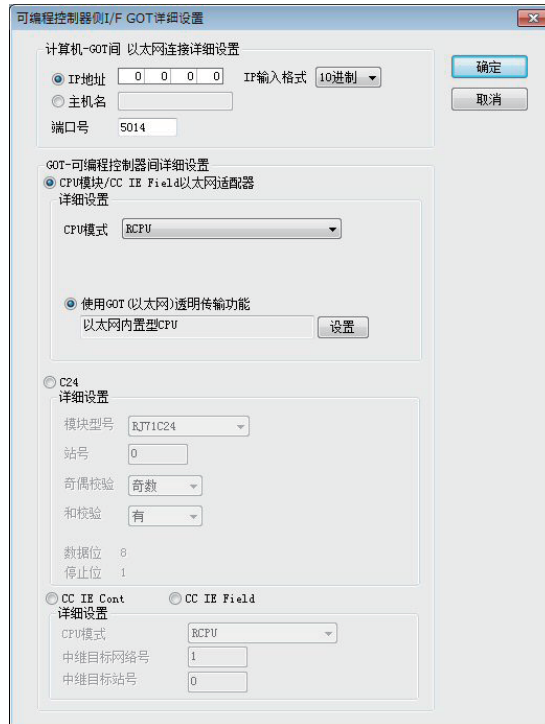 可编程控制器侧I/F GOT详细设置
计算机-GOT间 以太网连接详细设置
IP地址 0 0 0 0 IP输入格式 10进制
主机名
端口号 5014
确定
取消
GOT-可编程控制器间详细设置
CPU模块/CC IE Field以太网适配器
详细设置
CPU模式 RCPU
使用GOT(以太网)透明传输功能
以太网内置型CPU 设置
C24
详细设置
模块型号 RJ71C24
站号 0
奇偶校验 奇数
和校验 有
数据位 8
停止位 1
CC IE Cont CC IE Field
详细设置
CPU模式 RCPU
中继目标网络号 1
中继目标站号 0